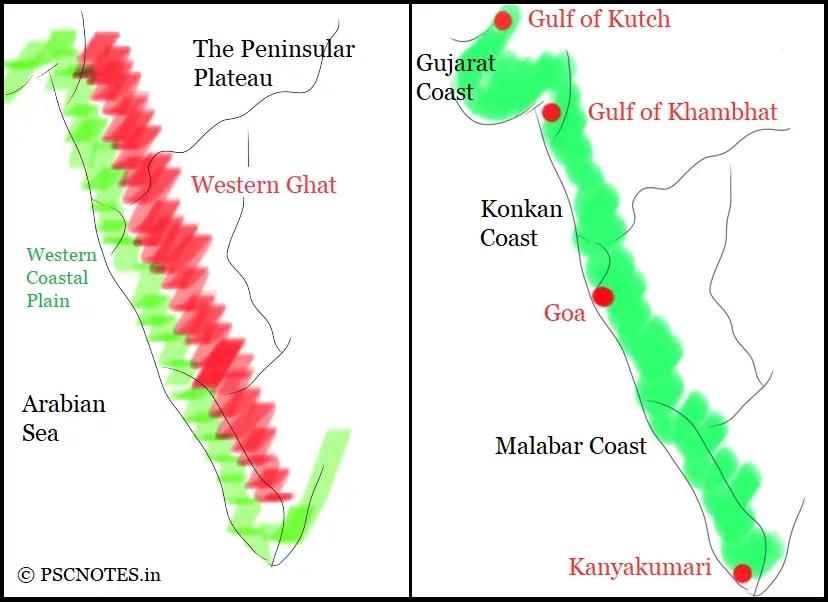 The Peninsular
Plateau
Western Ghat
Western
Coastal
Plain
Arabian
Sea
© PSCNOTES.in
Gulf of Kutch
Gujarat
Coast
Gulf of Khambhat
Konkan
Coast
Goa
Malabar Coast
Kanyakumari